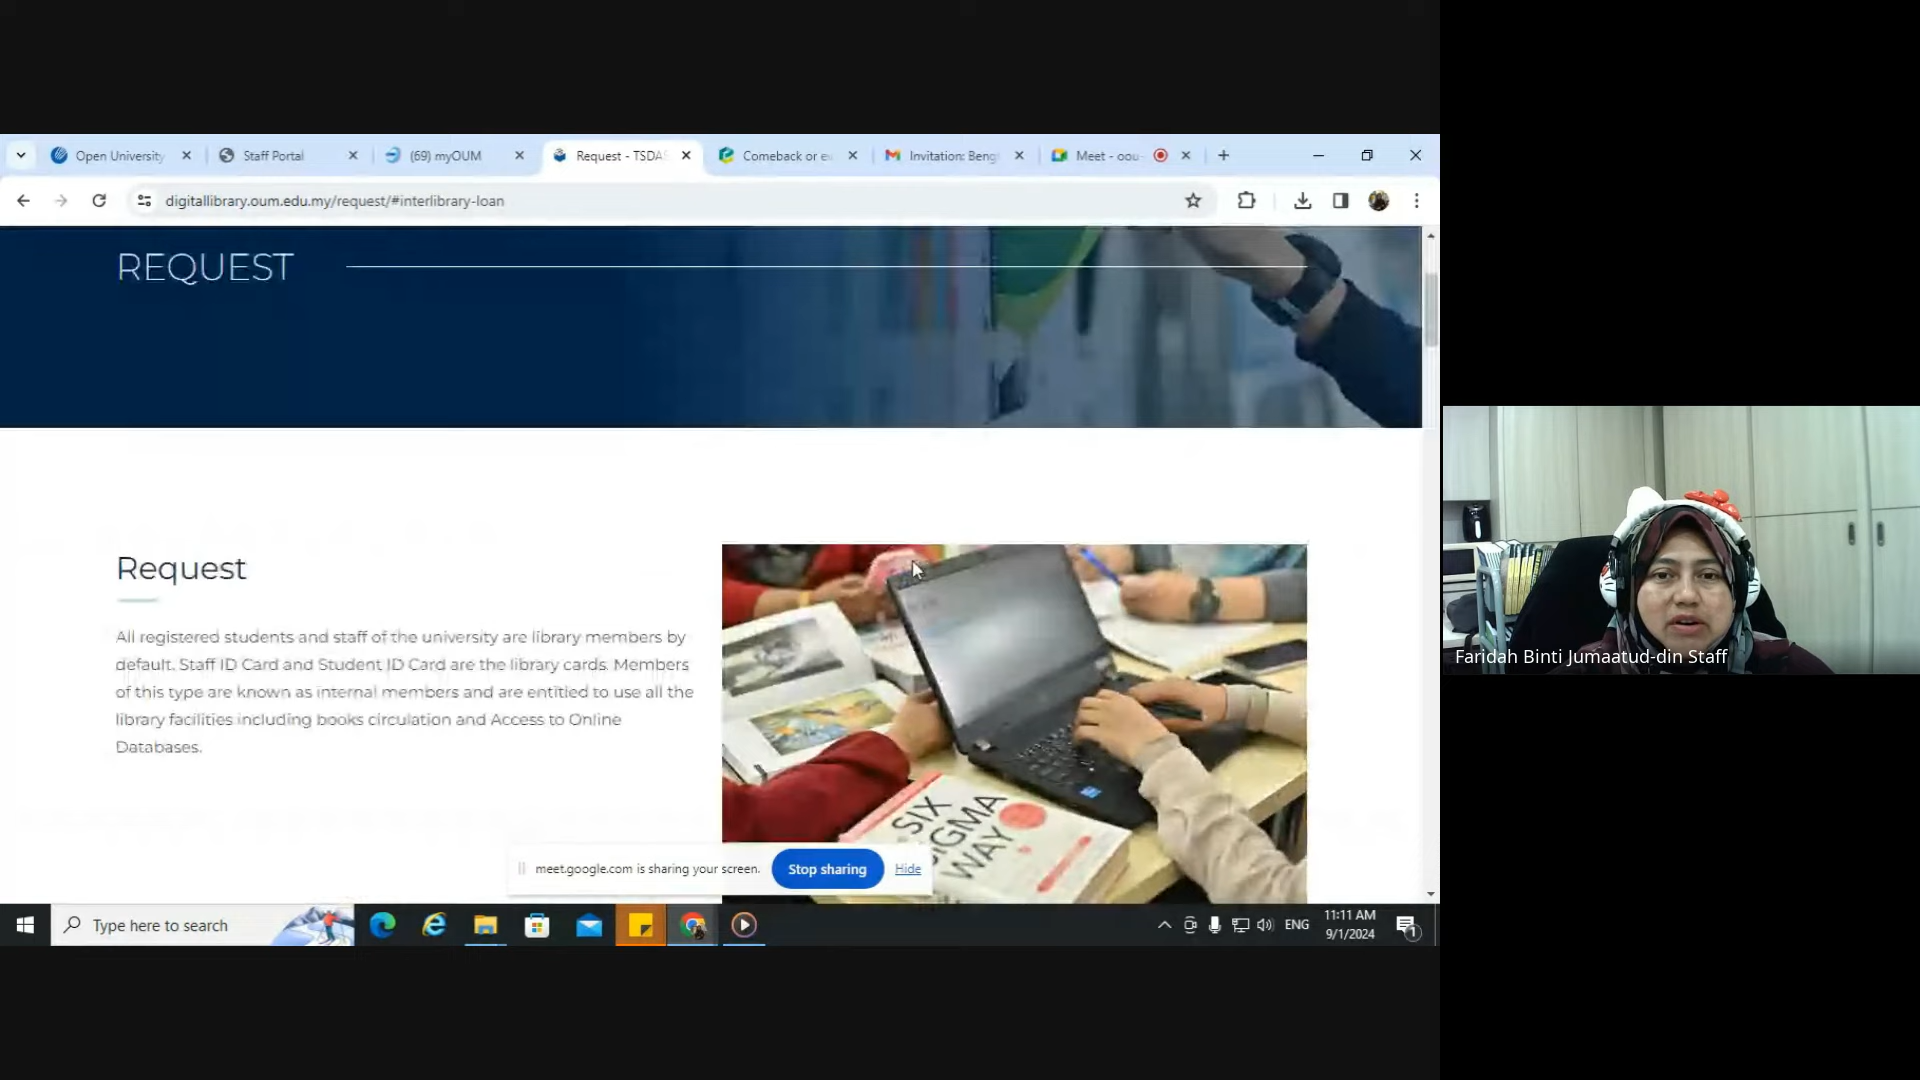 Open University
Staff Portal
(69) myOUM
Request - TSDAS
Comeback or e
Invitation: Beng
Meet - oou
digitallibrary.oum.edu.my/request/#interlibrary-loan
REQUEST
Request
All registered students and staff of the university are library members by
default. Staff ID Card and Student ID Card are the library cards. Members
of this type are known as internal members and are entitled to use all the
library facilities including books circulation and Access to Online
Databases.
SIX
SIGMA
WAY
meet.google.com is sharing your screen.
Stop sharing
Hide
Type here to search
ENG
11:11 AM
9/1/2024
1
Faridah Binti Jumaatud-din Staff